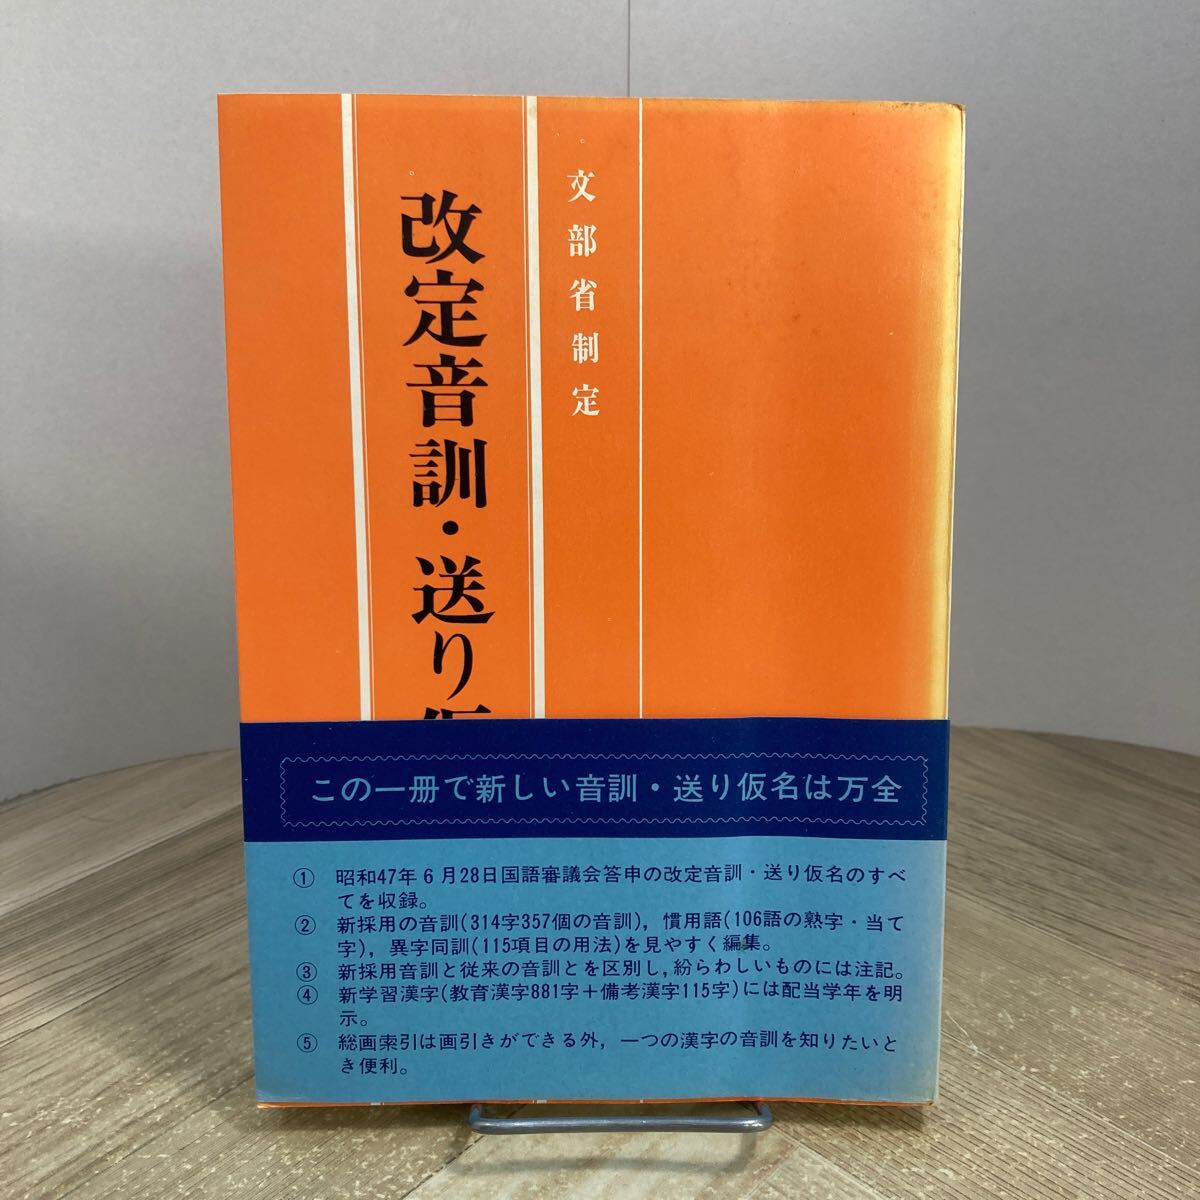 文部省制定
改定音訓・送り仮
この一冊で新しい音訓・送り仮名は万全
① 昭和47年6月28日国語審議会答申の改定音訓・送り仮名のすべ
てを収録。
② 新採用の音訓(314字357個の音訓)，慣用語(106語の熟字・当て
字)，異字同訓(115項目の用法)を見やすく編集。
③ 新採用音訓と従来の音訓とを区別し,紛らわしいものには注記。
④ 新学習漢字(教育漢字881字＋備考漢字115字)には配当学年を明
示。
⑤ 総画索引は画引きができる外，一つの漢字の音訓を知りたいと
き便利。